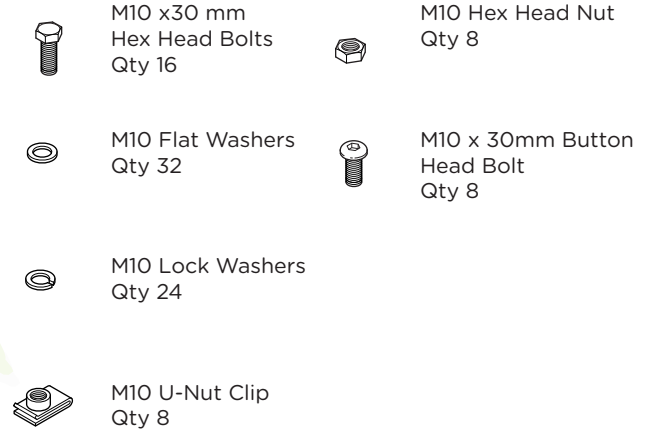 M10 x30 mm
Hex Head Bolts
Qty 16
M10 Hex Head Nut
Qty 8
M10 Flat Washers
Qty 32
M10 x 30mm Button
Head Bolt
Qty 8
M10 Lock Washers
Qty 24
M10 U-Nut Clip
Qty 8